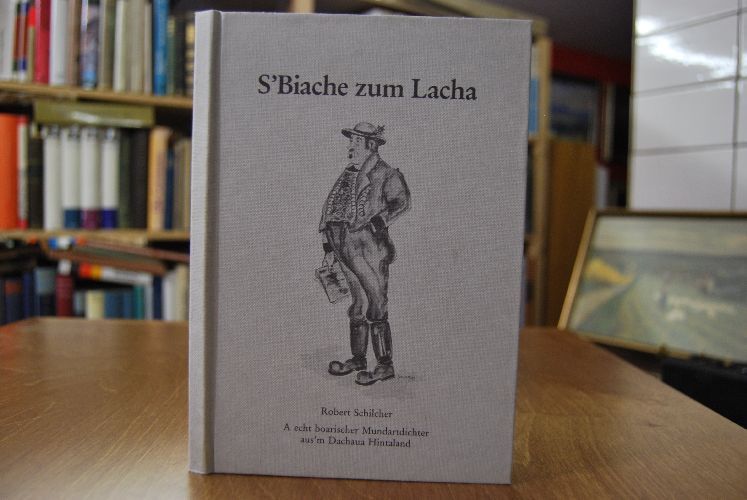 S'Biache zum Lacha
Robert Schilcher
A echt boarischer Mundartdichter
aus'm Dachaua Hintaland